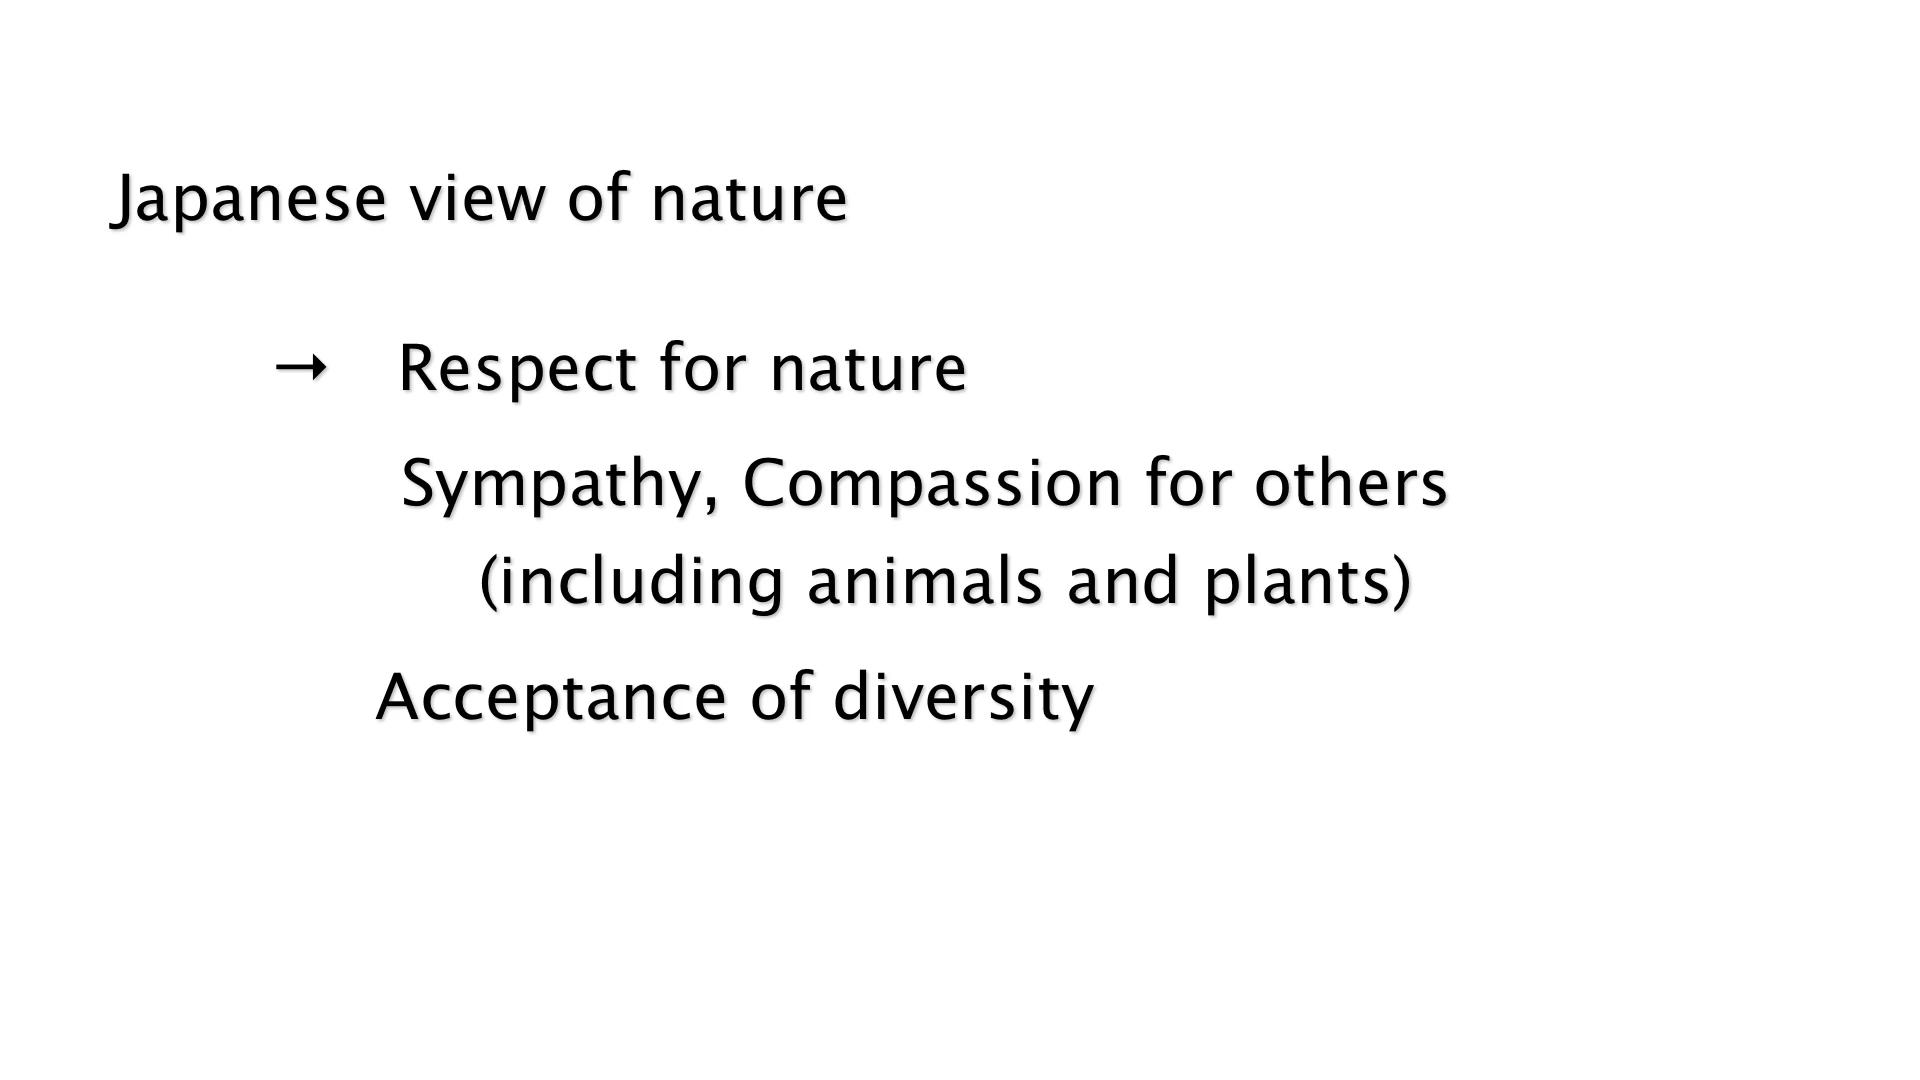 Japanese view of nature
→ Respect for nature
Sympathy, Compassion for others
(including animals and plants)
Acceptance of diversity